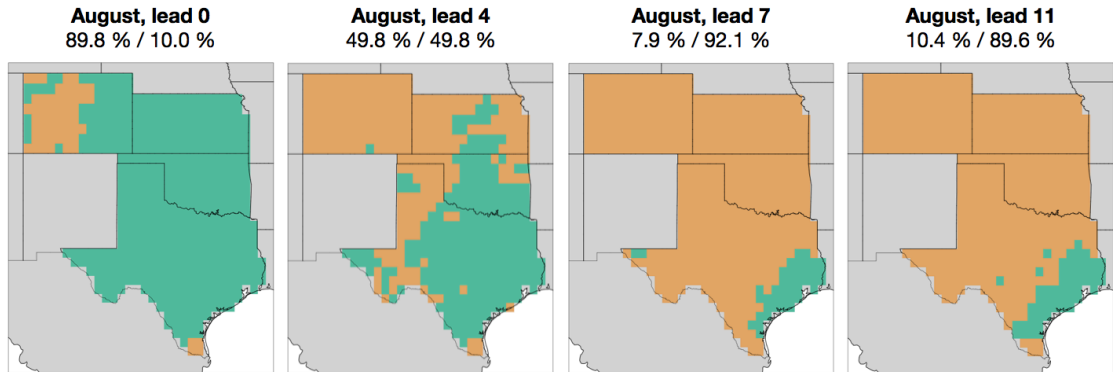 August, lead 0
89.8 % / 10.0 %
August, lead 4
49.8 % / 49.8 %
August, lead 7
7.9 % / 92.1 %
August, lead 11
10.4 % / 89.6 %